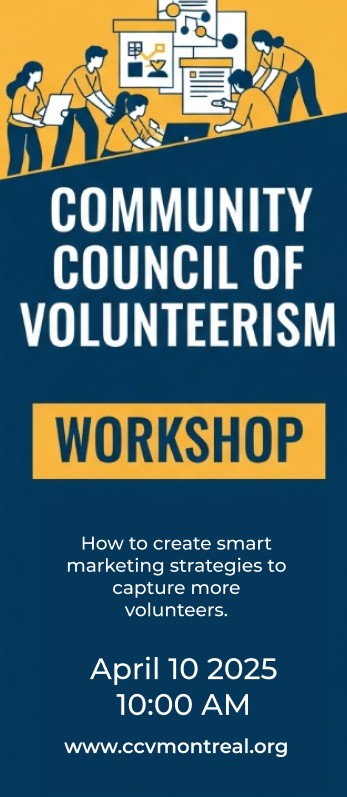 COMMUNITY
COUNCIL OF
VOLUNTEERISM
WORKSHOP
How to create smart
marketing strategies to
capture more
volunteers.
April 10 2025
10:00 AM
www.ccvmontreal.org